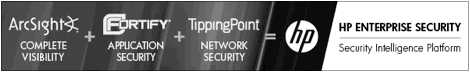 ArcSight
COMPLETE
VISIBILITY
+
FORTIFY
APPLICATION
SECURITY
+
TippingPoint
NETWORK
SECURITY
=
hp
HP ENTERPRISE SECURITY
Security Intelligence Platform